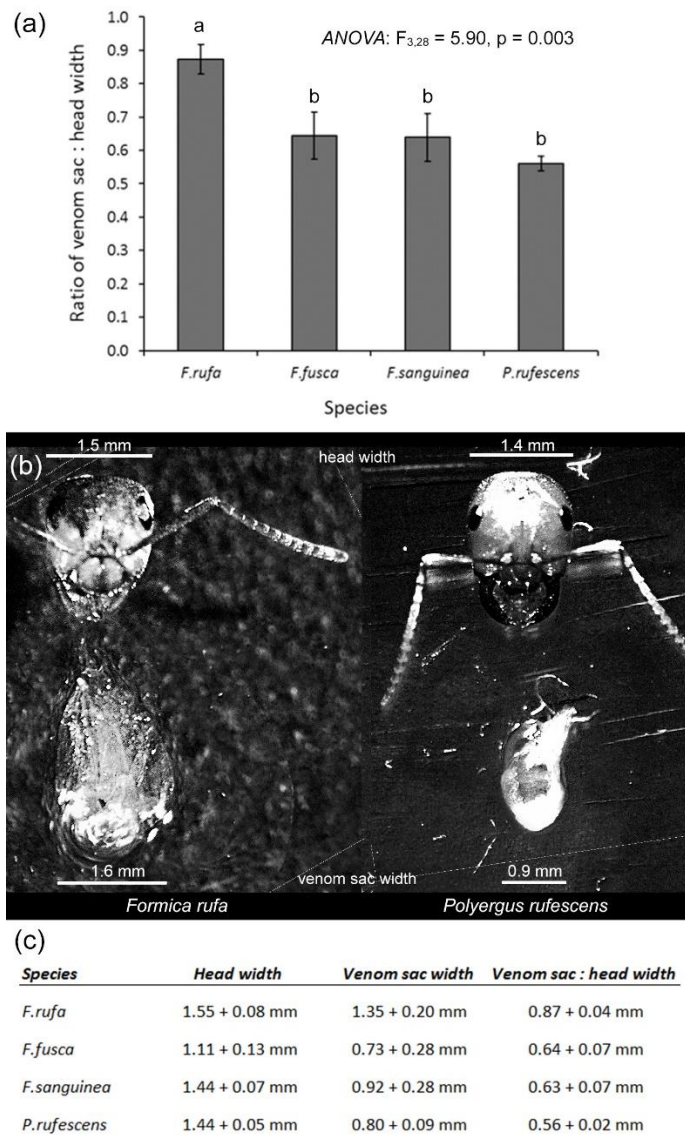 (a)
ANOVA: F3,28 = 5.90, p = 0.003
a
b
b
b
Ratio of venom sac : head width
1.0
0.9
0.8
0.7
0.6
0.5
0.4
0.3
0.2
0.1
0.0
F.rufa
F.fusca
F.sanguinea
P.rufescens
Species
(b)
1.5 mm
head width
1.4 mm
1.6 mm
venom sac width
0.9 mm
Formica rufa
Polyergus rufescens
(c)
Species Head width Venom sac width Venom sac : head width
F.rufa 1.55 + 0.08 mm 1.35 + 0.20 mm 0.87 + 0.04 mm
F.fusca 1.11 + 0.13 mm 0.73 + 0.28 mm 0.64 + 0.07 mm
F.sanguinea 1.44 + 0.07 mm 0.92 + 0.28 mm 0.63 + 0.07 mm
P.rufescens 1.44 + 0.05 mm 0.80 + 0.09 mm 0.56 + 0.02 mm